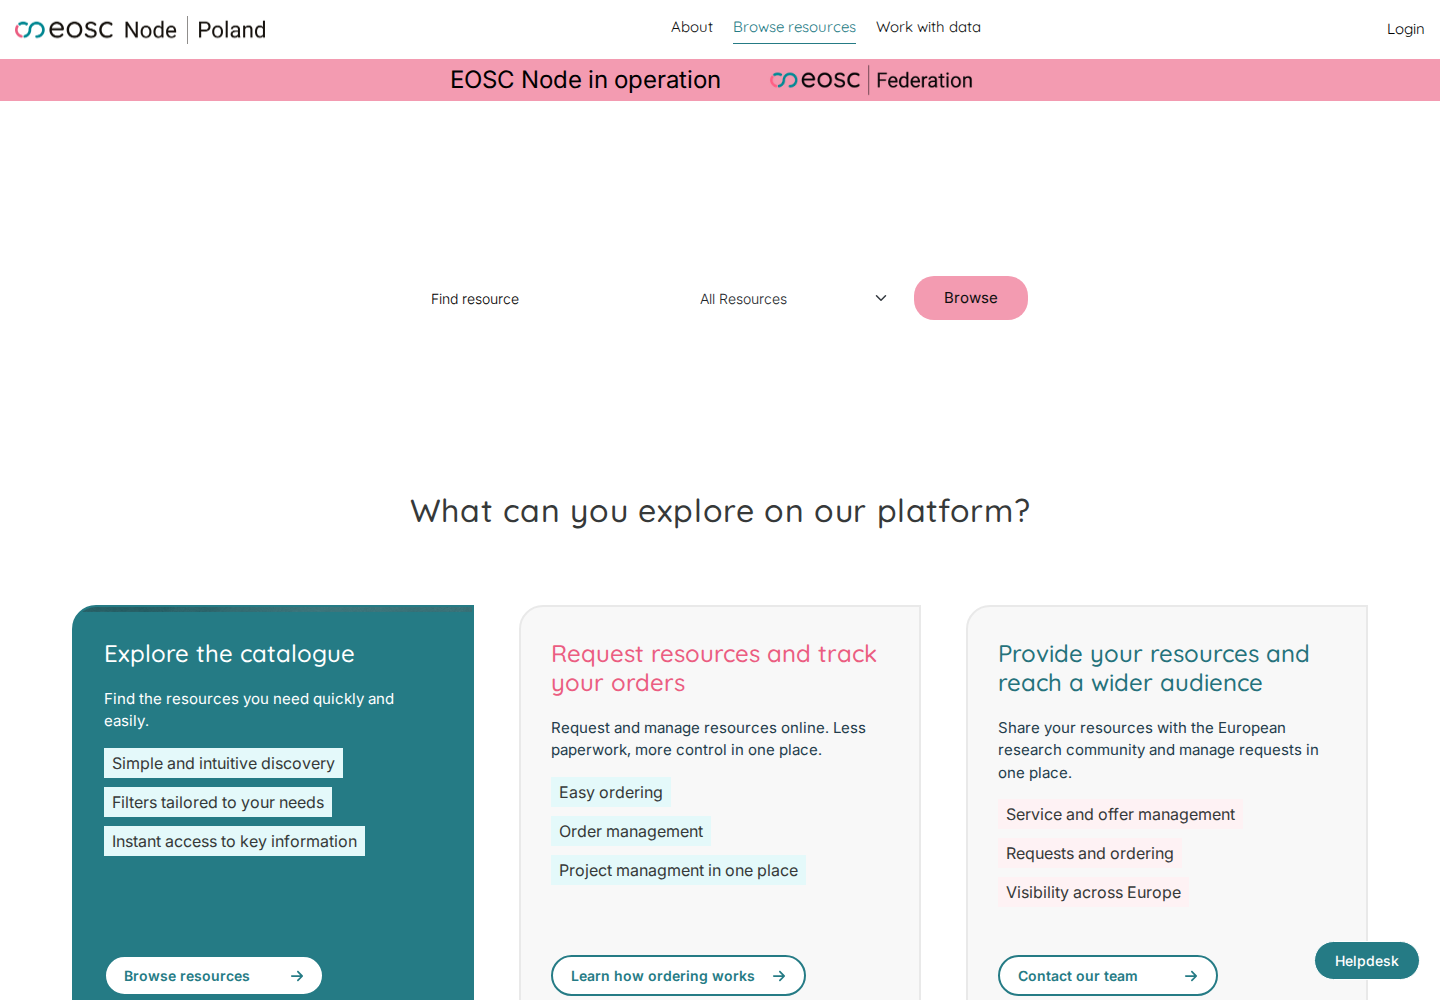 eosc Node Poland
About Browse resources Work with data
Login
EOSC Node in operation
eosc Federation
Find resource
All Resources
Browse
What can you explore on our platform?
Explore the catalogue
Find the resources you need quickly and
easily.
Simple and intuitive discovery
Filters tailored to your needs
Instant access to key information
Browse resources
Request resources and track
your orders
Request and manage resources online. Less
paperwork, more control in one place.
Easy ordering
Order management
Project managment in one place
Learn how ordering works
Provide your resources and
reach a wider audience
Share your resources with the European
research community and manage requests in
one place.
Service and offer management
Requests and ordering
Visibility across Europe
Contact our team
Helpdesk